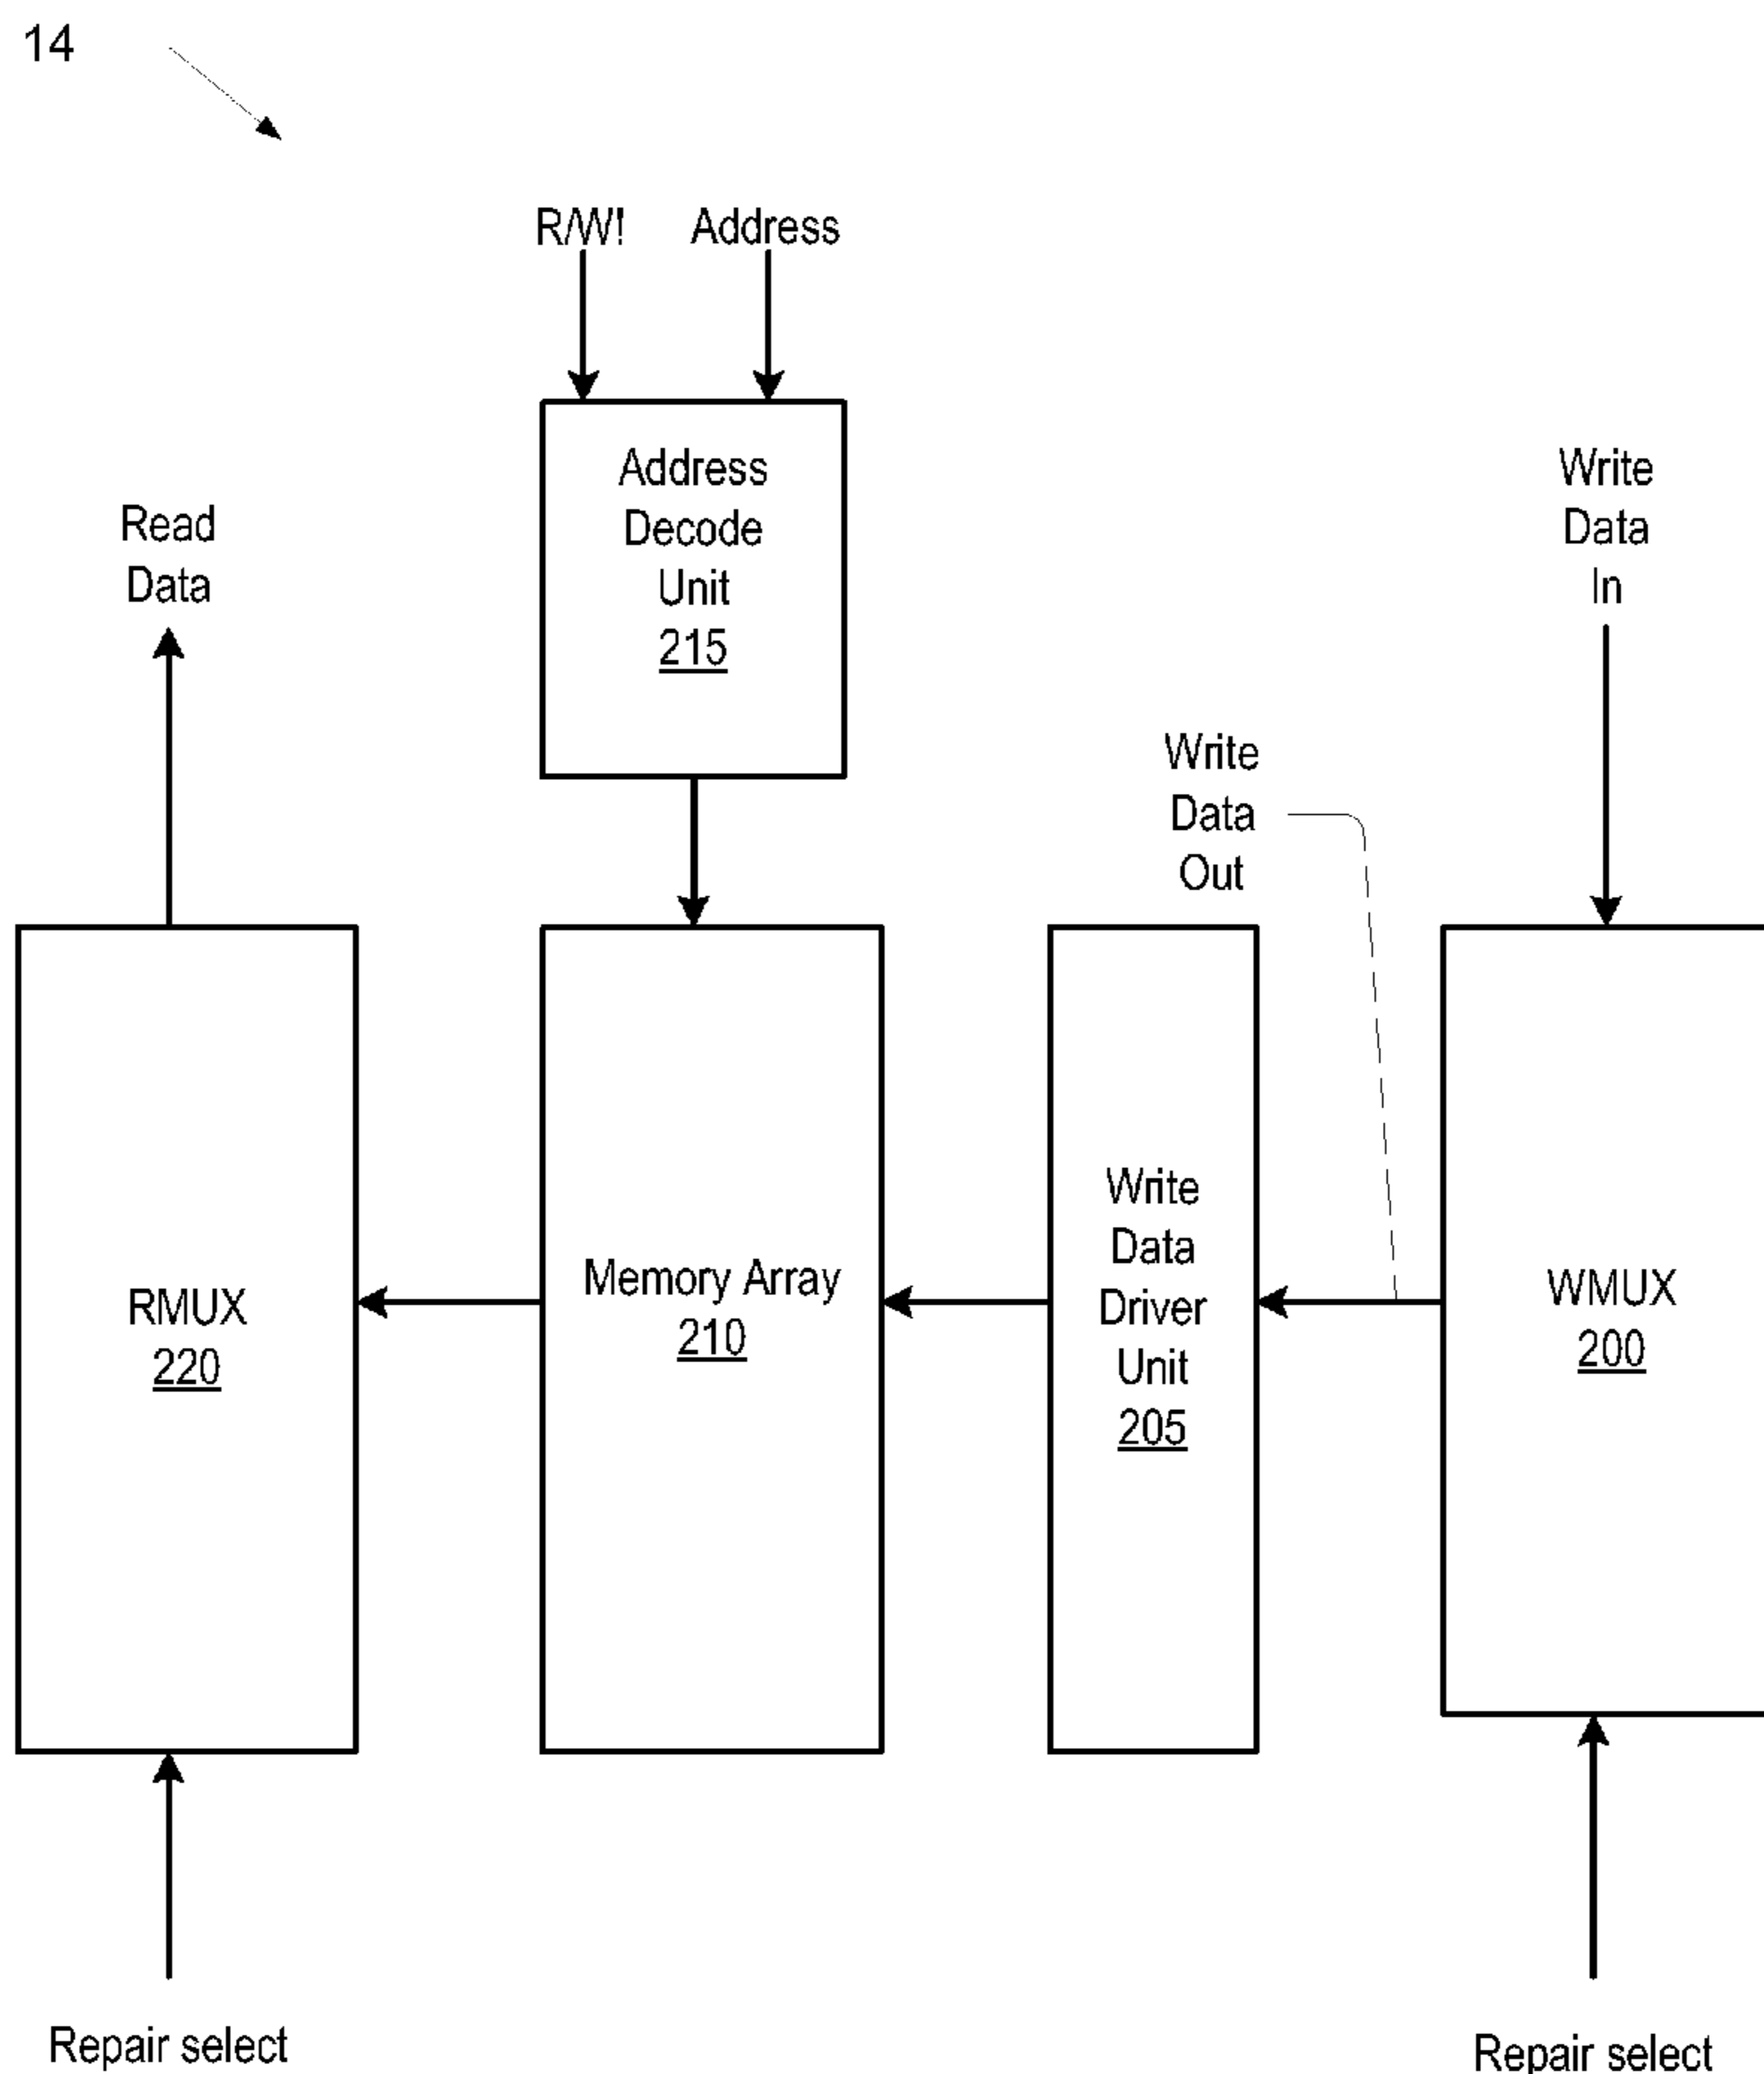 14
R/W!
Address
Address
Decode
Unit
215
Read
Data
Write
Data
In
Write
Data
Out
RMUX
220
Memory Array
210
Write
Data
Driver
Unit
205
WMUX
200
Repair select
Repair select